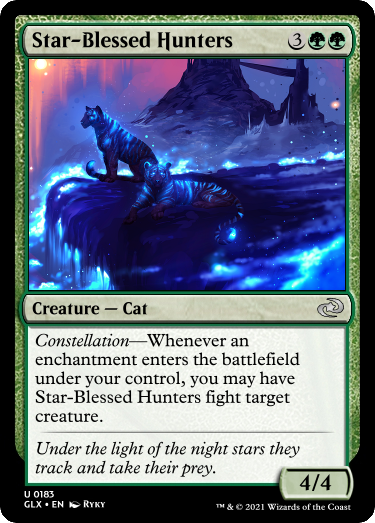 Star-Blessed Hunters 3
Creature — Cat
Constellation—Whenever an
enchantment enters the battlefield
under your control, you may have
Star-Blessed Hunters fight target
creature.
Under the light of the night stars they
track and take their prey.
4/4
U 0183
GLX • EN Ryky
™ & © 2021 Wizards of the Coast